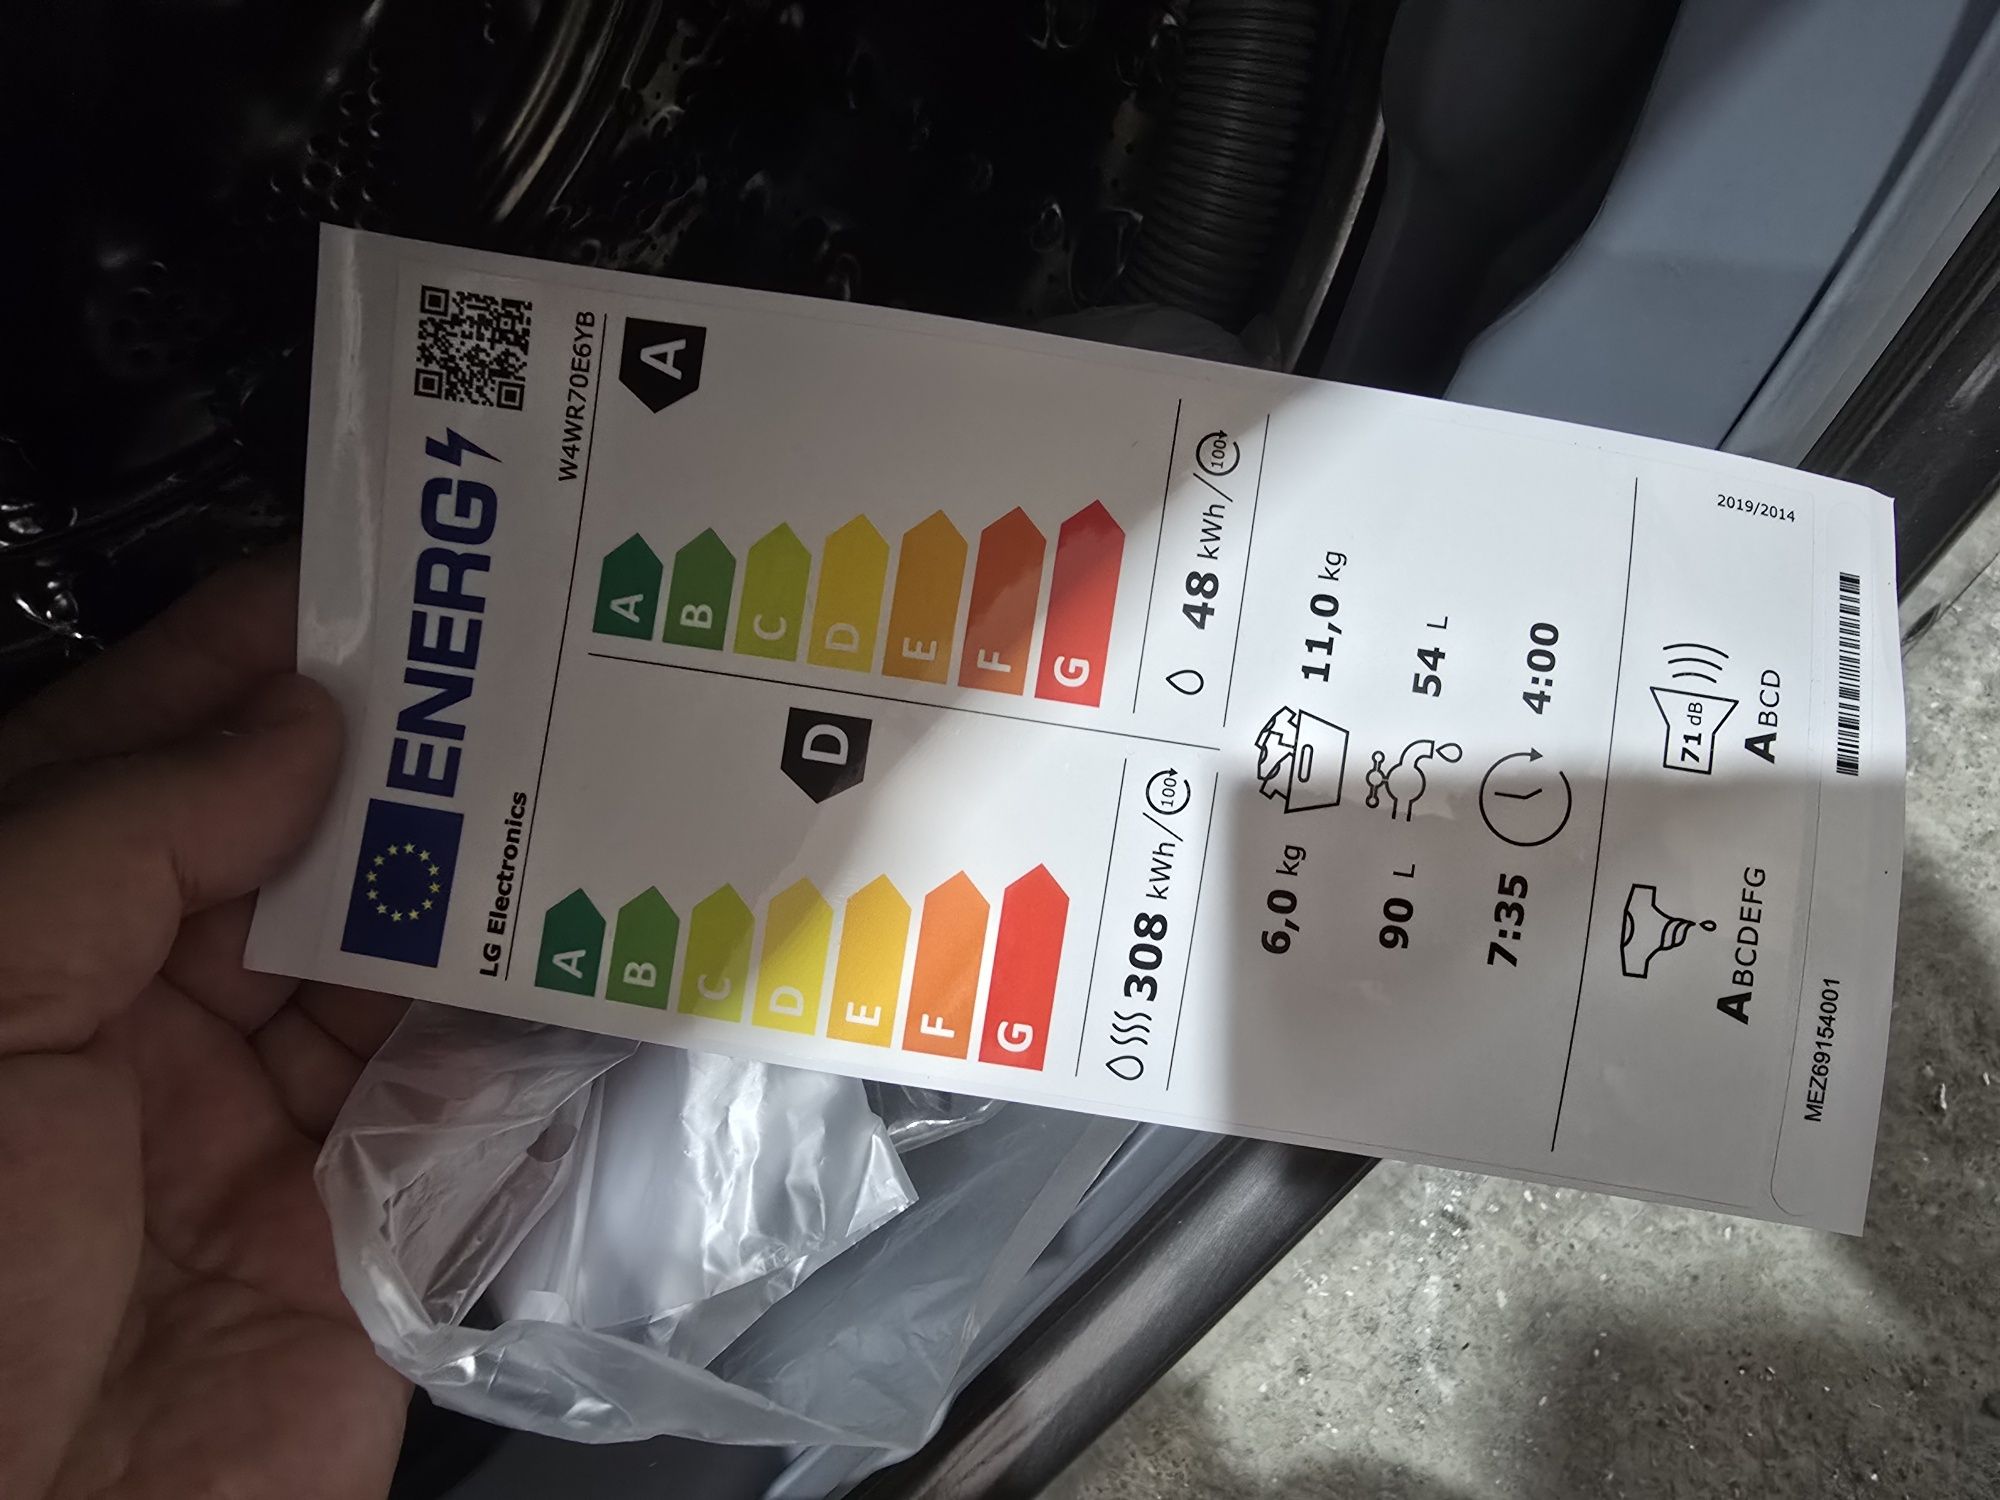 ENERG
LG Electronics
W4WR70E6YB
A
B
C
D
E
F
G
D
A
B
C
D
E
F
G
A
308 kWh/100
48 kWh/100
6,0 kg
11,0 kg
90 L
54 L
7:35
4:00
ABCDEFG
71 dB
ABCD
2019/2014
MEZ69154001